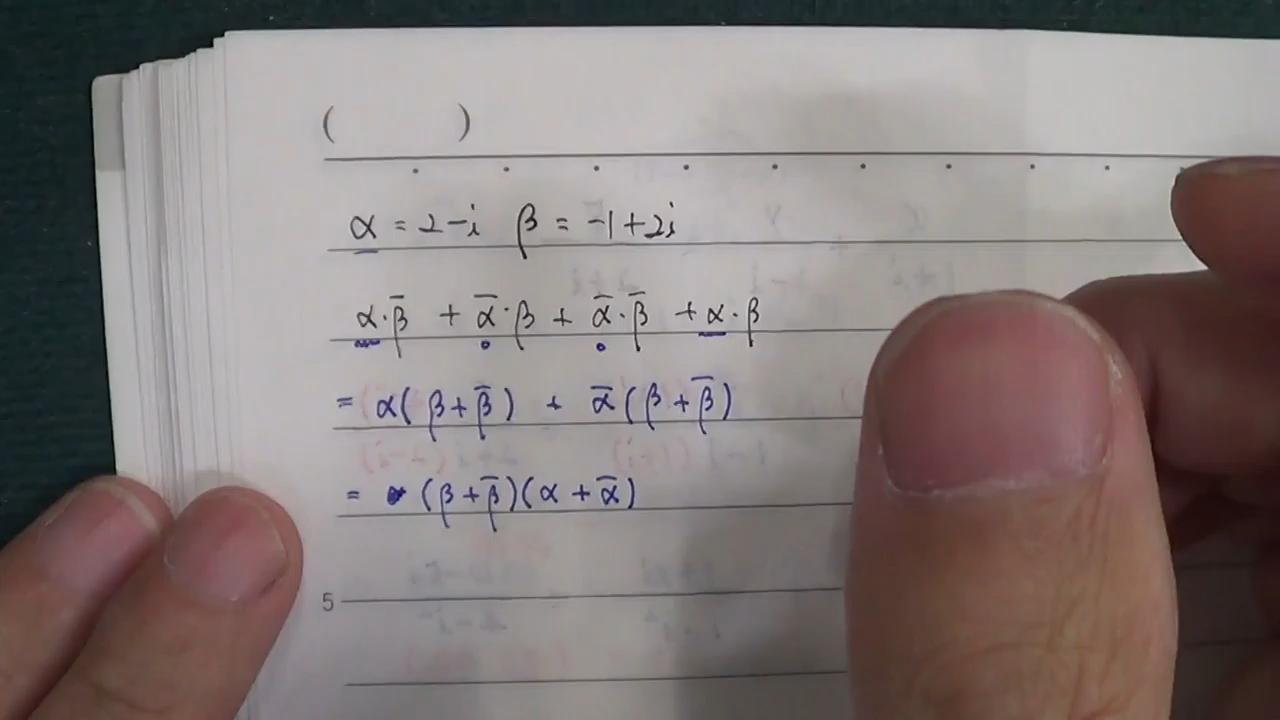 (          )
α = 2-i   β = -1+2i
α·β̅ + α̅·β + α̅·β̅ + α·β
= α(β+β̅) + α̅(β+β̅)
= (β+β̅)(α+α̅)
5